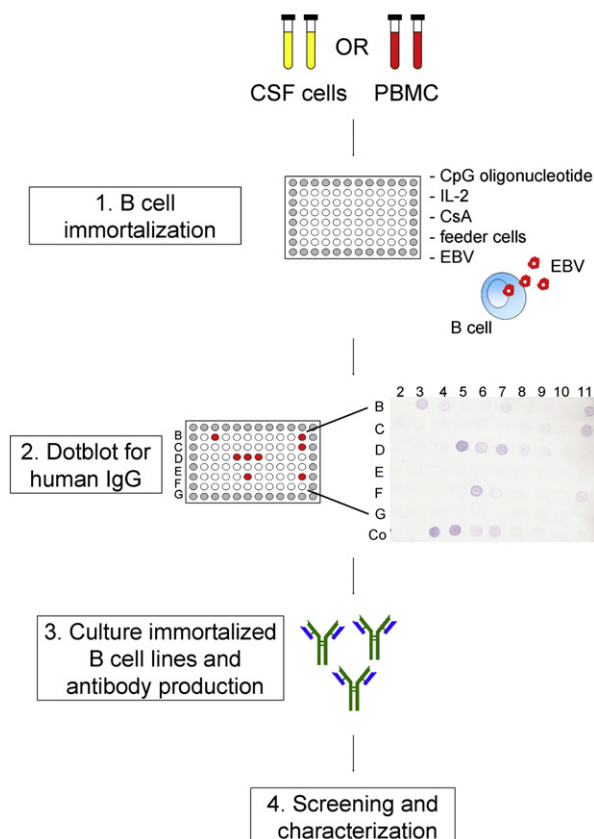 OR
CSF cells PBMC
1. B cell
immortalization
- CpG oligonucleotide
- IL-2
- CsA
- feeder cells
- EBV
EBV
B cell
2. Dotblot for
human IgG
B
C
D
E
F
G
2 3 4 5 6 7 8 9 10 11
B
C
D
E
F
G
Co
3. Culture immortalized
B cell lines and
antibody production
4. Screening and
characterization